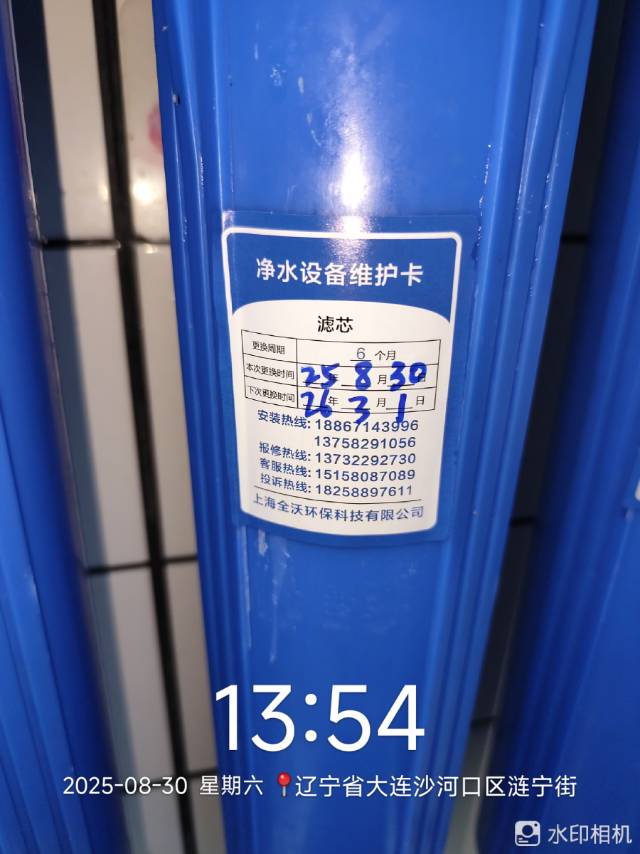 净水设备维护卡
滤芯
更换周期 6 个月
本次更换时间 25 年 8 月 30 日
下次更换时间 26 年 3 月 1 日
安装热线: 18867143996
13758291056
报修热线: 13732292730
客服热线: 15158087089
投诉热线: 18258897611
上海全沃环保科技有限公司
13:54
2025-08-30 星期六 辽宁省大连沙河口区涟宁街
水印相机